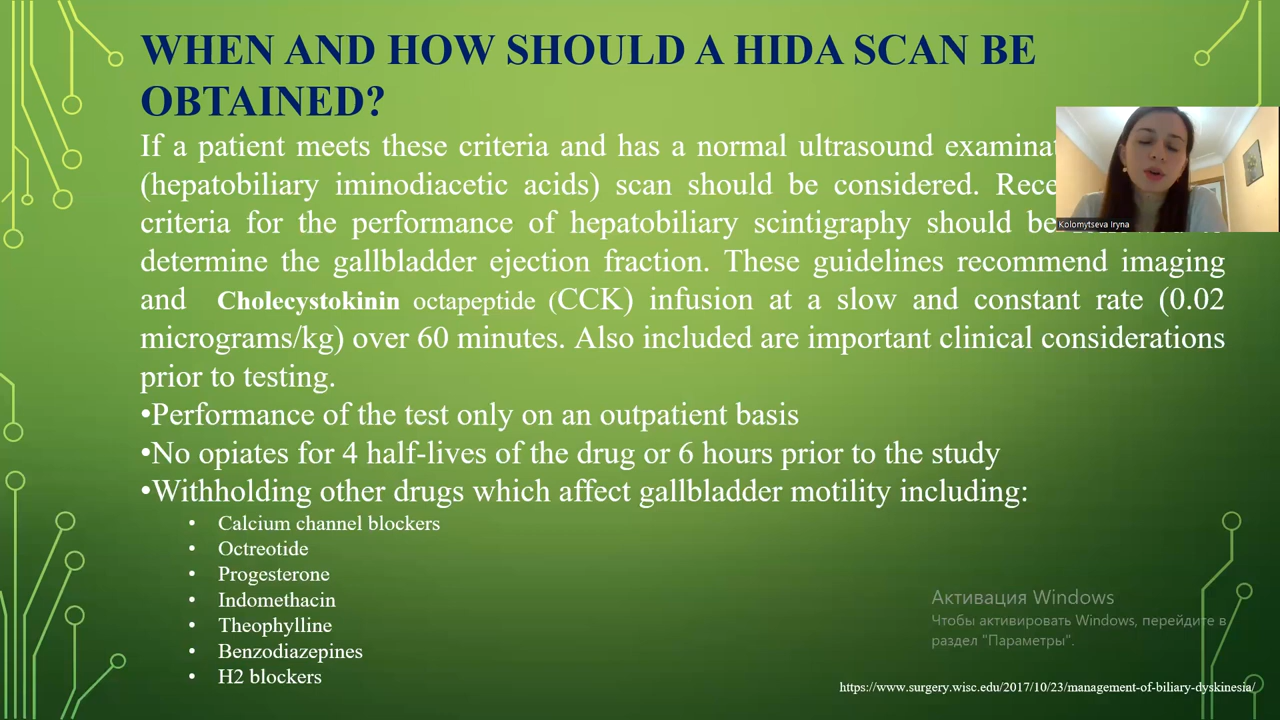 WHEN AND HOW SHOULD A HIDA SCAN BE
OBTAINED?
If a patient meets these criteria and has a normal ultrasound examinat
(hepatobiliary iminodiacetic acids) scan should be considered. Rece
criteria for the performance of hepatobiliary scintigraphy should be
determine the gallbladder ejection fraction. These guidelines recommend imaging
and Cholecystokinin octapeptide (CCK) infusion at a slow and constant rate (0.02
micrograms/kg) over 60 minutes. Also included are important clinical considerations
prior to testing.
•Performance of the test only on an outpatient basis
•No opiates for 4 half-lives of the drug or 6 hours prior to the study
•Withholding other drugs which affect gallbladder motility including:
• Calcium channel blockers
• Octreotide
• Progesterone
• Indomethacin
• Theophylline
• Benzodiazepines
• H2 blockers
Kolomytseva Iryna
Активация Windows
Чтобы активировать Windows, перейдите в
раздел "Параметры".
https://www.surgery.wisc.edu/2017/10/23/management-of-biliary-dyskinesia/